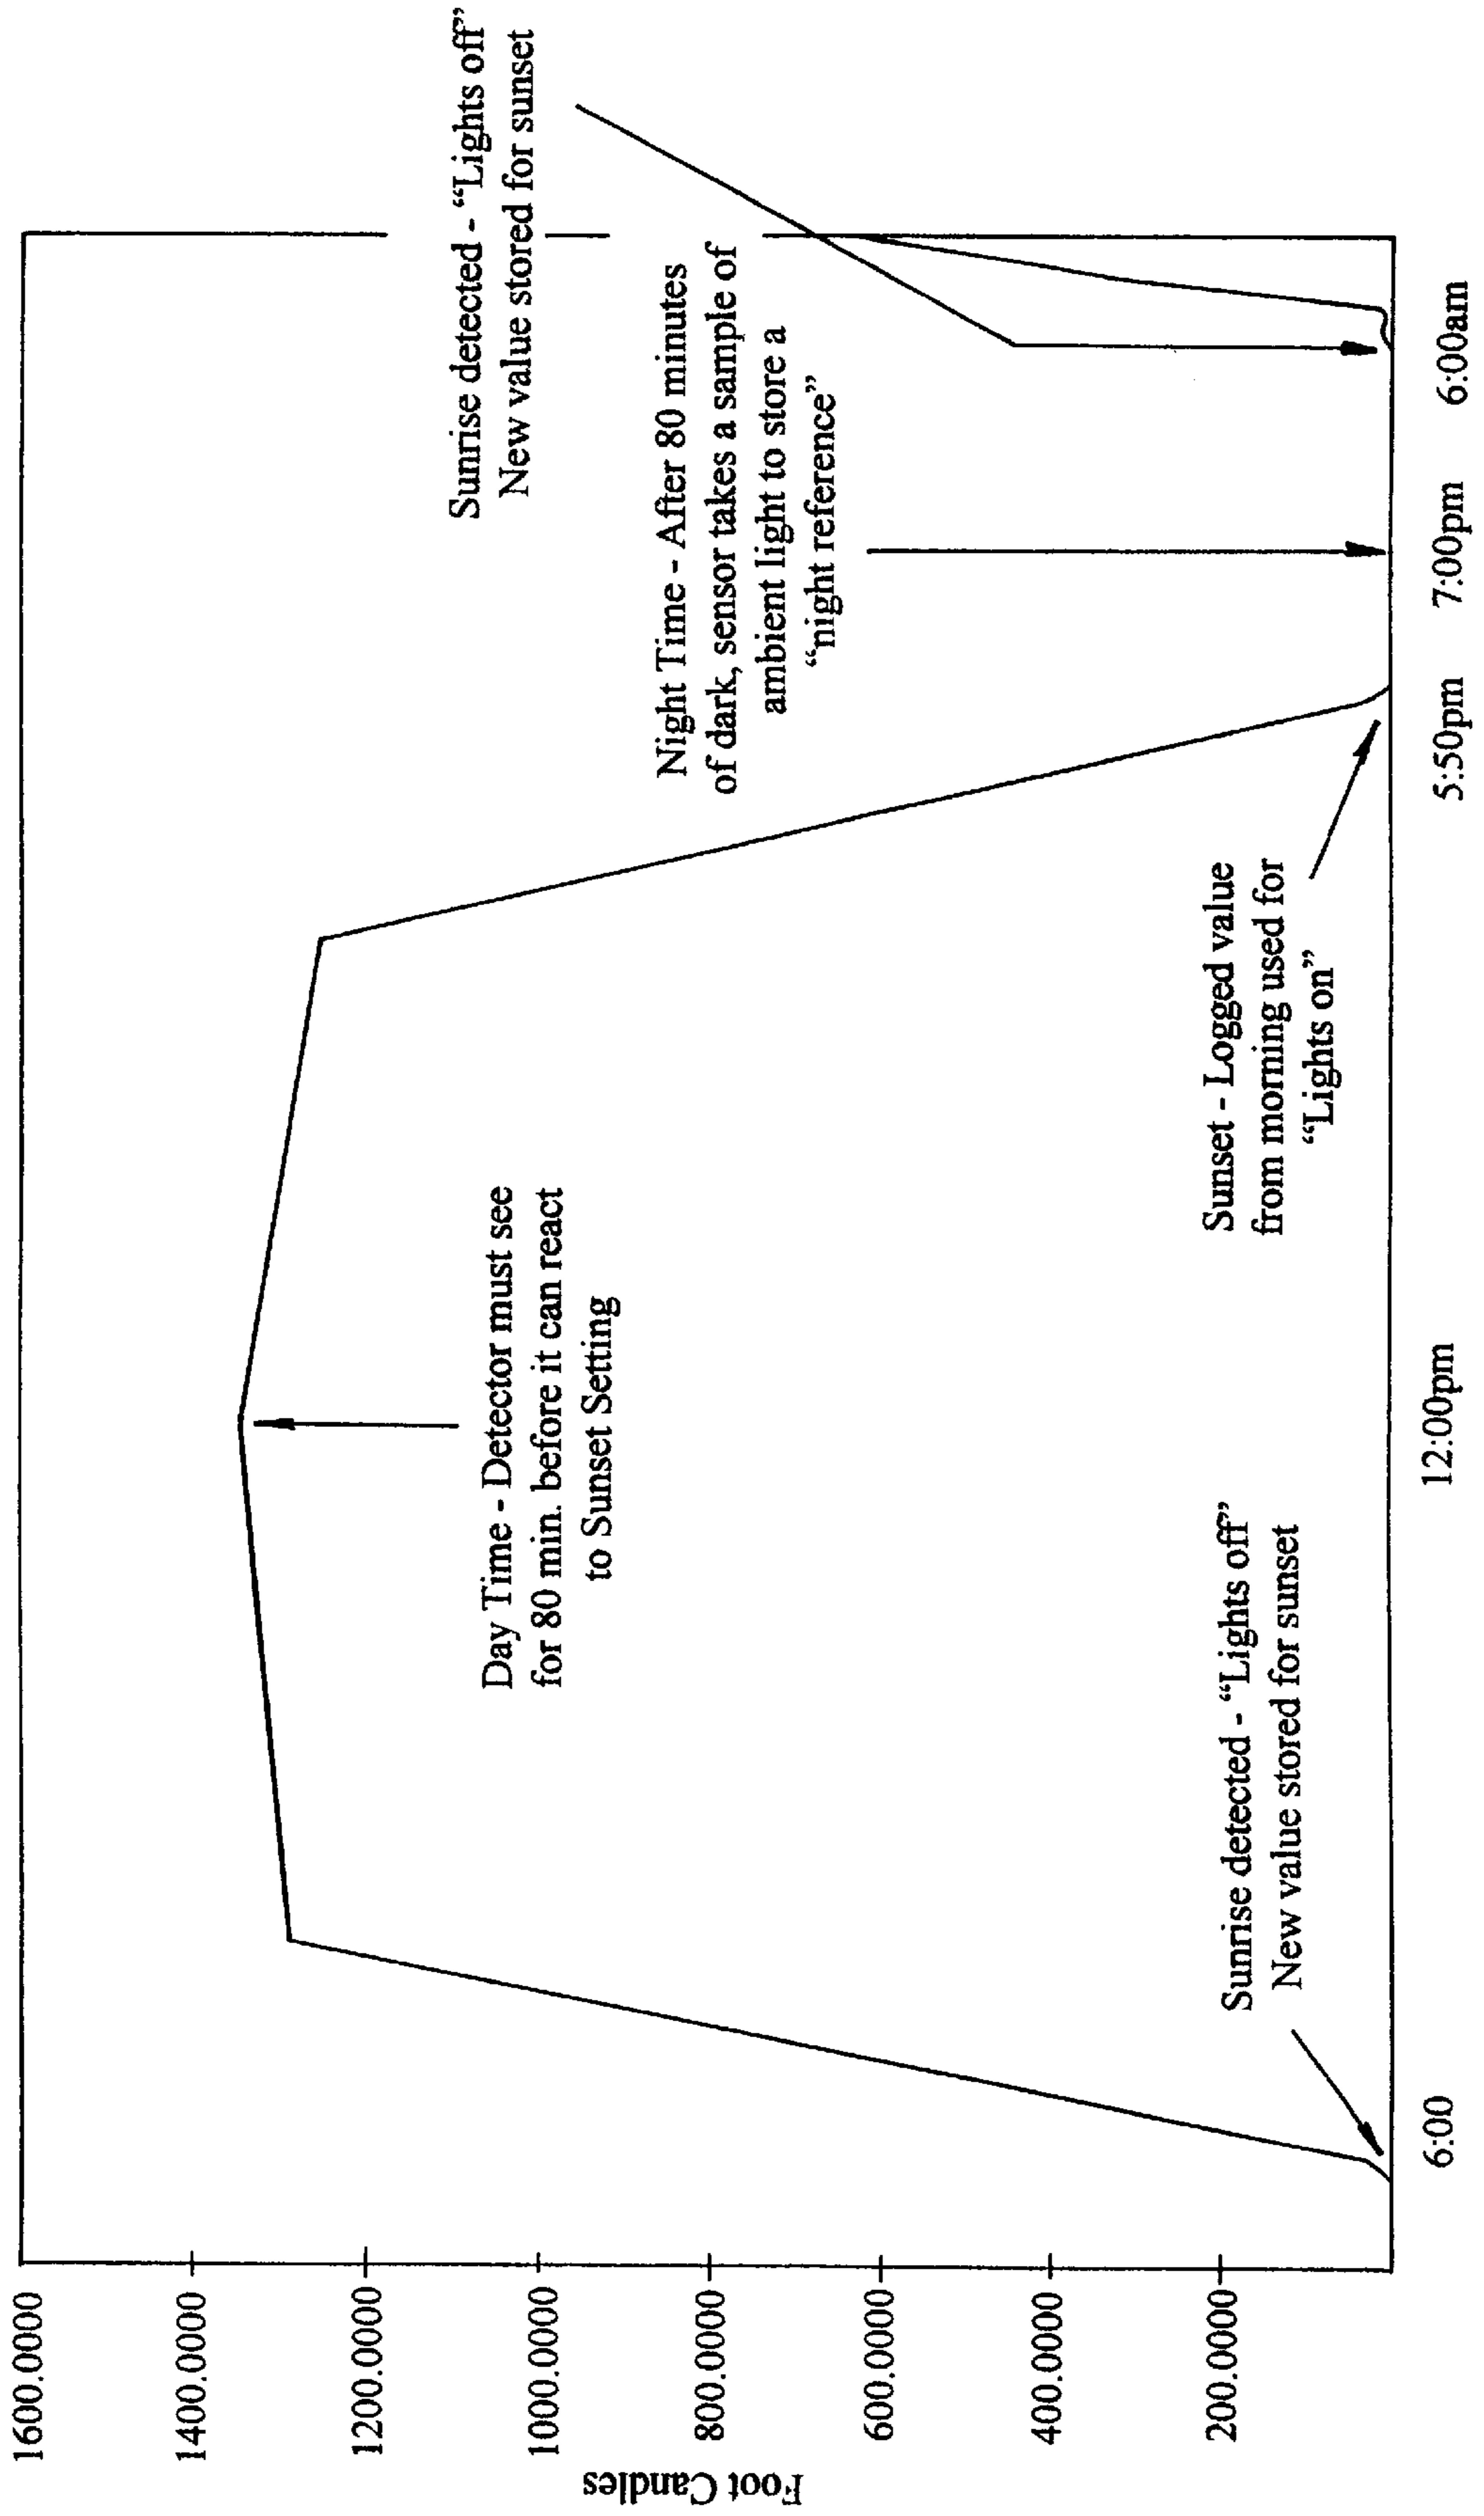 1600.0000
1400.0000
1200.0000
1000.0000
800.0000
600.0000
400.0000
200.0000
Foot Candles
Day Time - Detector must see
for 80 min. before it can react
to Sunset Setting
Sunrise detected - “Lights off”
New value stored for sunset
Night Time - After 80 minutes
of dark, sensor takes a sample of
ambient light to store a
“night reference”
Sunrise detected - “Lights off”
New value stored for sunset
Sunset - Logged value
from morning used for
“Lights on”
6:00
12:00pm
5:50pm
7:00pm
6:00am